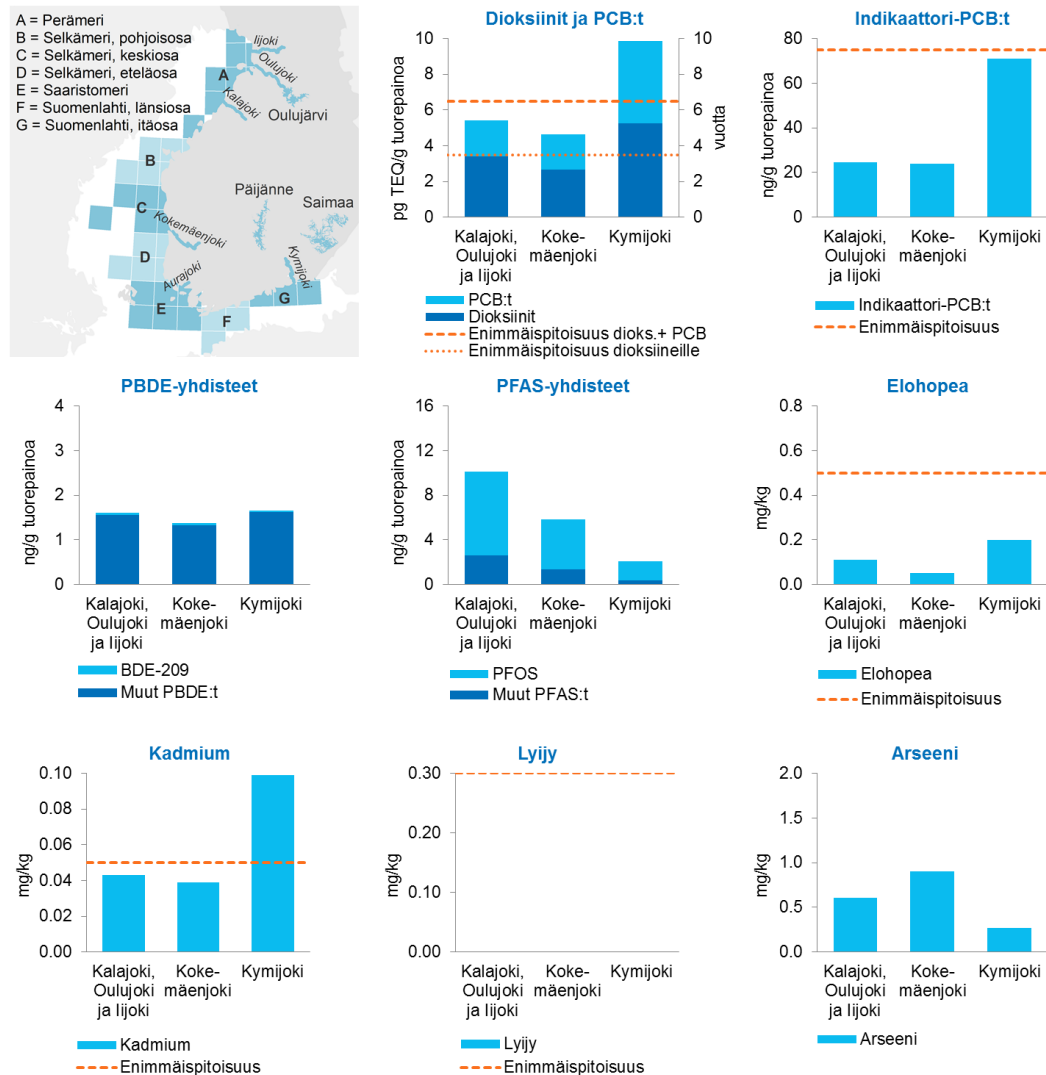 A = Perämeri
B = Selkämeri, pohjoisosa
C = Selkämeri, keskiosa
D = Selkämeri, eteläosa
E = Saaristomeri
F = Suomenlahti, länsiosa
G = Suomenlahti, itäosa
Iijoki
Oulujoki
A
Kalajoki
Oulujärvi
B
Päijänne
Saimaa
C
Kokemäenjoki
D
Aurajoki
Kymijoki
E
G
F
Dioksiinit ja PCB:t
pg TEQ/g tuorepainoa
10
8
6
4
2
0
10
9
8
7
6
5
4
3
2
1
0
vuotta
Kalajoki,
Oulujoki
ja Iijoki
Koke-
mäenjoki
Kymijoki
PCB:t
Dioksiinit
Enimmäispitoisuus dioks.+ PCB
Enimmäispitoisuus dioksiineille
Indikaattori-PCB:t
ng/g tuorepainoa
80
60
40
20
0
Kalajoki,
Oulujoki
ja Iijoki
Koke-
mäenjoki
Kymijoki
Indikaattori-PCB:t
Enimmäispitoisuus
PBDE-yhdisteet
ng/g tuorepainoa
4
3
2
1
0
Kalajoki,
Oulujoki
ja Iijoki
Koke-
mäenjoki
Kymijoki
BDE-209
Muut PBDE:t
PFAS-yhdisteet
ng/g tuorepainoa
16
12
8
4
0
Kalajoki,
Oulujoki
ja Iijoki
Koke-
mäenjoki
Kymijoki
PFOS
Muut PFAS:t
Elohopea
mg/kg
0.8
0.6
0.4
0.2
0.0
Kalajoki,
Oulujoki
ja Iijoki
Koke-
mäenjoki
Kymijoki
Elohopea
Enimmäispitoisuus
Kadmium
mg/kg
0.10
0.08
0.06
0.04
0.02
0.00
Kalajoki,
Oulujoki
ja Iijoki
Koke-
mäenjoki
Kymijoki
Kadmium
Enimmäispitoisuus
Lyijy
mg/kg
0.30
0.20
0.10
0.00
Kalajoki,
Oulujoki
ja Iijoki
Koke-
mäenjoki
Kymijoki
Lyijy
Enimmäispitoisuus
Arseeni
mg/kg
2.0
1.5
1.0
0.5
0.0
Kalajoki,
Oulujoki
ja Iijoki
Koke-
mäenjoki
Kymijoki
Arseeni